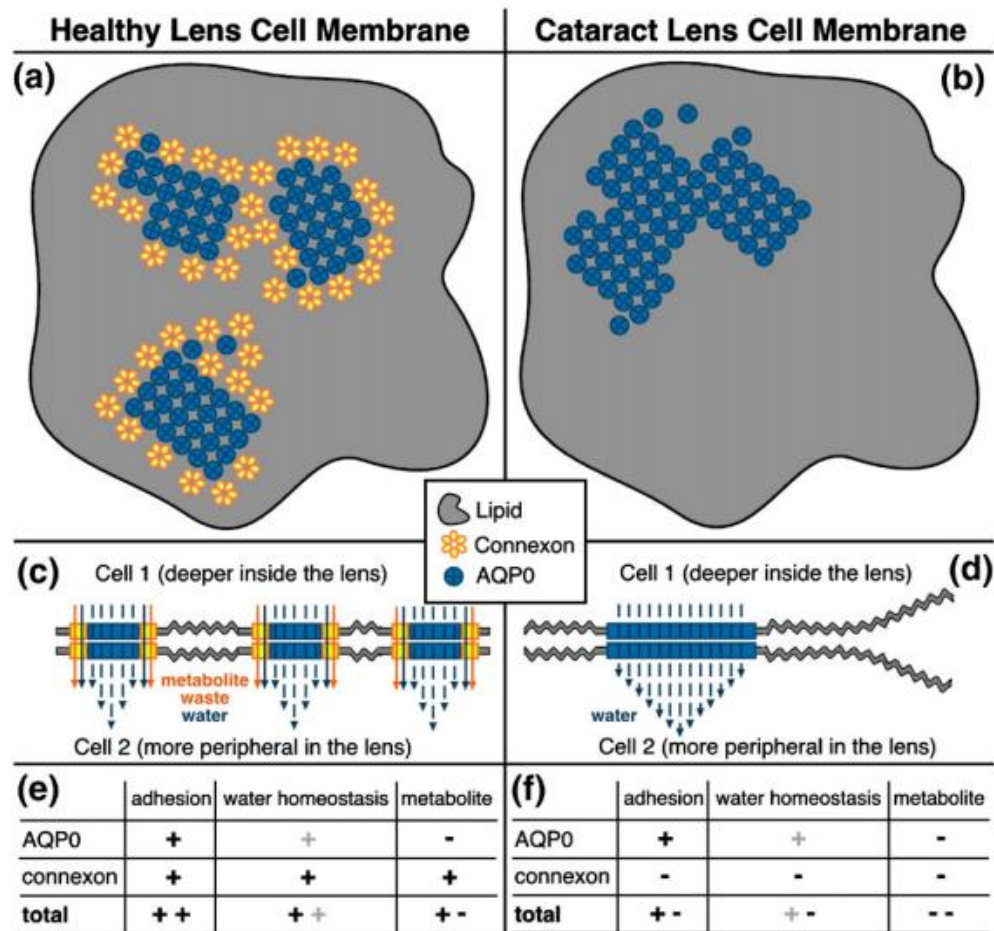 Healthy Lens Cell Membrane
Cataract Lens Cell Membrane
(a)
(b)
Lipid
Connexon
AQP0
(c)
Cell 1 (deeper inside the lens)
metabolite
waste
water
Cell 2 (more peripheral in the lens)
(d)
Cell 1 (deeper inside the lens)
water
Cell 2 (more peripheral in the lens)
(e) adhesion water homeostasis metabolite
AQP0 + + -
connexon + + +
total + + + + + -
(f) adhesion water homeostasis metabolite
AQP0 + + -
connexon - - -
total + - + - - -